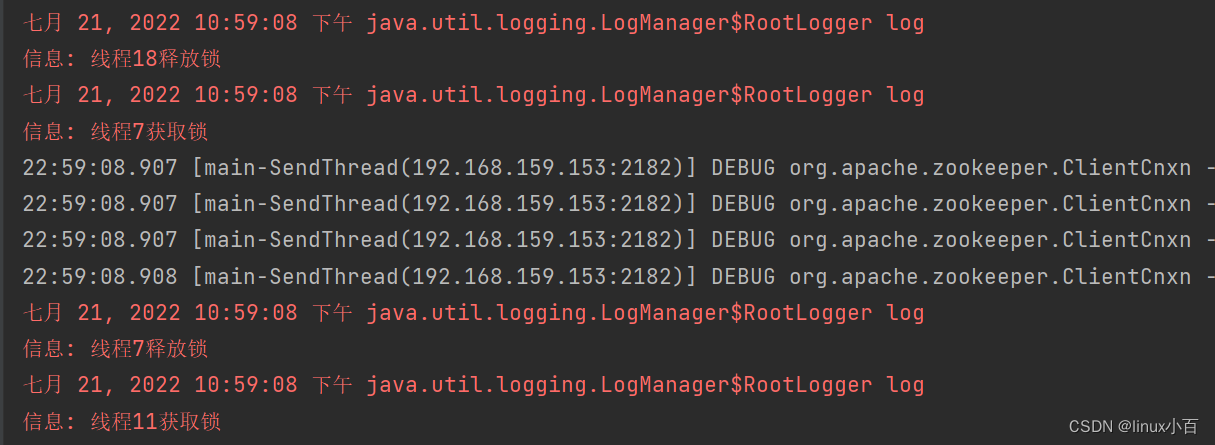 七月 21, 2022 10:59:08 下午 java.util.logging.LogManager$RootLogger log
信息: 线程18释放锁
七月 21, 2022 10:59:08 下午 java.util.logging.LogManager$RootLogger log
信息: 线程7获取锁
22:59:08.907 [main-SendThread(192.168.159.153:2182)] DEBUG org.apache.zookeeper.ClientCnxn -
22:59:08.907 [main-SendThread(192.168.159.153:2182)] DEBUG org.apache.zookeeper.ClientCnxn -
22:59:08.907 [main-SendThread(192.168.159.153:2182)] DEBUG org.apache.zookeeper.ClientCnxn -
22:59:08.908 [main-SendThread(192.168.159.153:2182)] DEBUG org.apache.zookeeper.ClientCnxn -
七月 21, 2022 10:59:08 下午 java.util.logging.LogManager$RootLogger log
信息: 线程7释放锁
七月 21, 2022 10:59:08 下午 java.util.logging.LogManager$RootLogger log
信息: 线程11获取锁
CSDN @linux小百